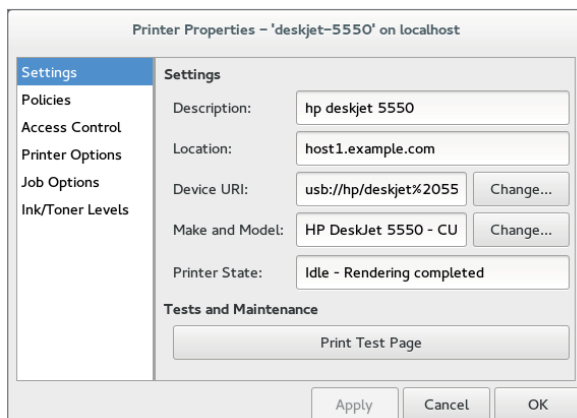 Printer Properties – 'deskjet-5550' on localhost
Settings
Policies
Access Control
Printer Options
Job Options
Ink/Toner Levels
Settings
Description: hp deskjet 5550
Location: host1.example.com
Device URI: usb://hp/deskjet%2055 Change...
Make and Model: HP DeskJet 5550 - CU Change...
Printer State: Idle - Rendering completed
Tests and Maintenance
Print Test Page
Apply Cancel OK